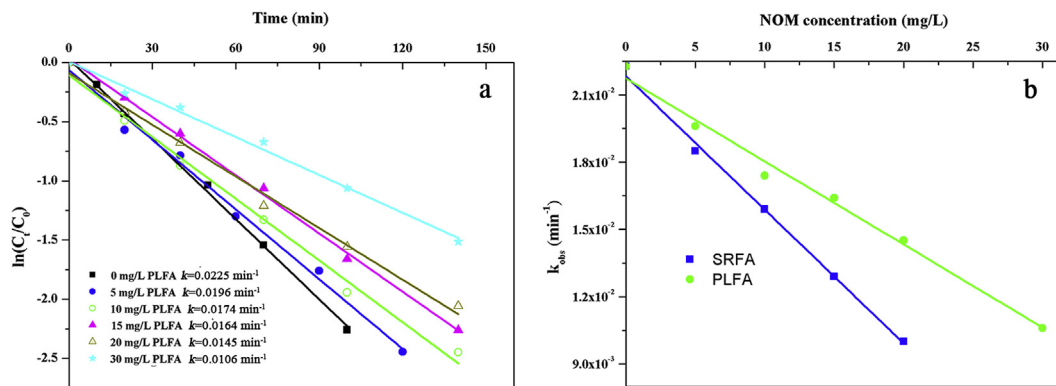 Time (min)
0 30 60 90 120 150
0.0
-0.5
-1.0
-1.5
-2.0
-2.5
ln(Cₜ/C₀)
a
0 mg/L PLFA k=0.0225 min⁻¹
5 mg/L PLFA k=0.0196 min⁻¹
10 mg/L PLFA k=0.0174 min⁻¹
15 mg/L PLFA k=0.0164 min⁻¹
20 mg/L PLFA k=0.0145 min⁻¹
30 mg/L PLFA k=0.0106 min⁻¹
NOM concentration (mg/L)
0 5 10 15 20 25 30
b
2.1x10⁻²
1.8x10⁻²
1.5x10⁻²
1.2x10⁻²
9.0x10⁻³
kobs (min⁻¹)
SRFA
PLFA